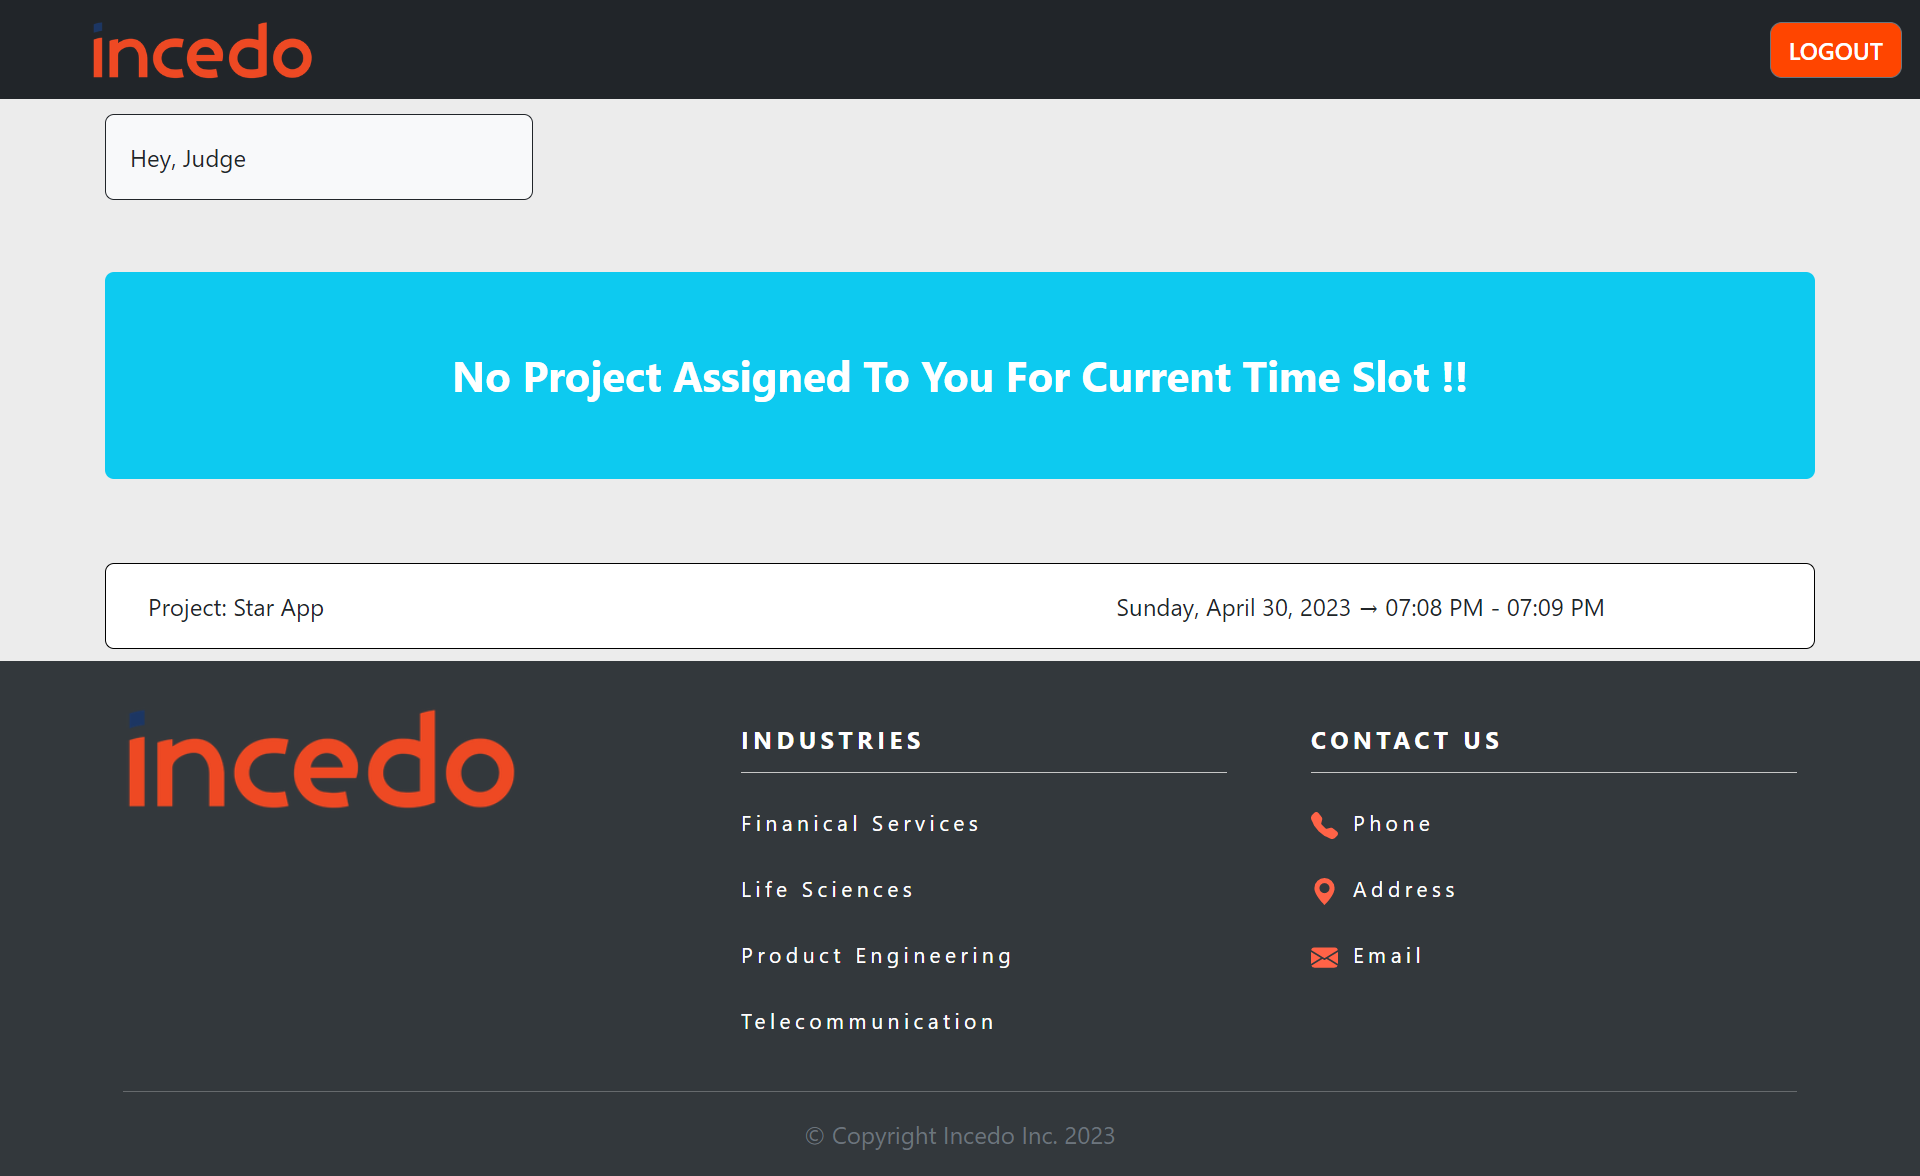 incedo
LOGOUT
Hey, Judge
No Project Assigned To You For Current Time Slot !!
Project: Star App
Sunday, April 30, 2023 → 07:08 PM - 07:09 PM
incedo
INDUSTRIES
Finanical Services
Life Sciences
Product Engineering
Telecommunication
CONTACT US
Phone
Address
Email
© Copyright Incedo Inc. 2023